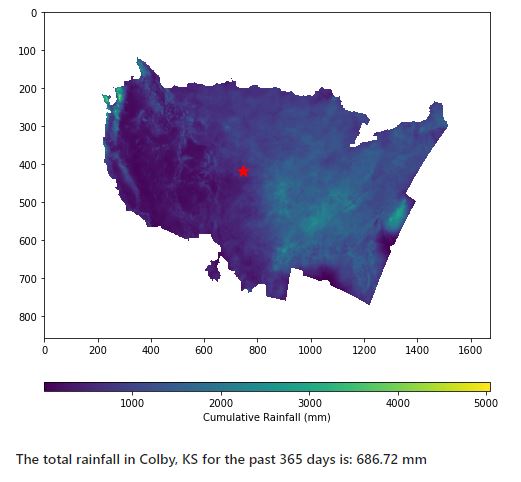 0
100
200
300
400
500
600
700
800
0 200 400 600 800 1000 1200 1400 1600
1000 2000 3000 4000 5000
Cumulative Rainfall (mm)
The total rainfall in Colby, KS for the past 365 days is: 686.72 mm